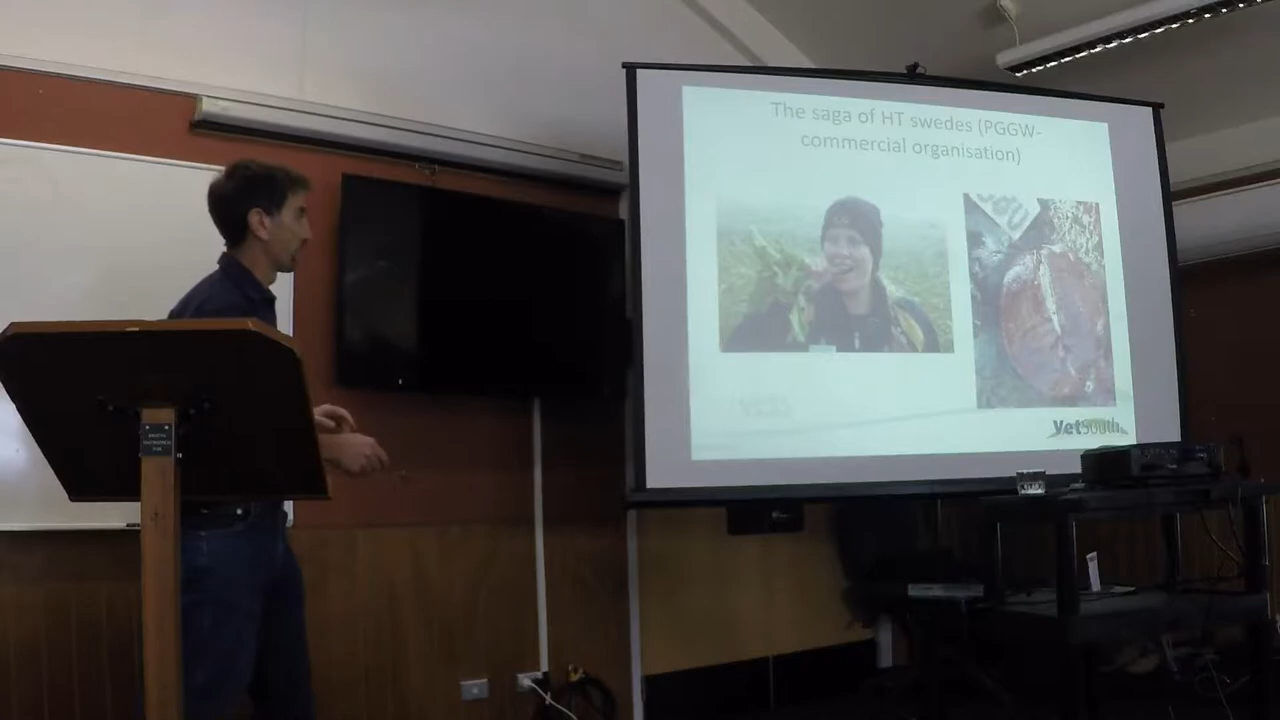 The saga of HT swedes (PGGW-
commercial organisation)
VetSouth